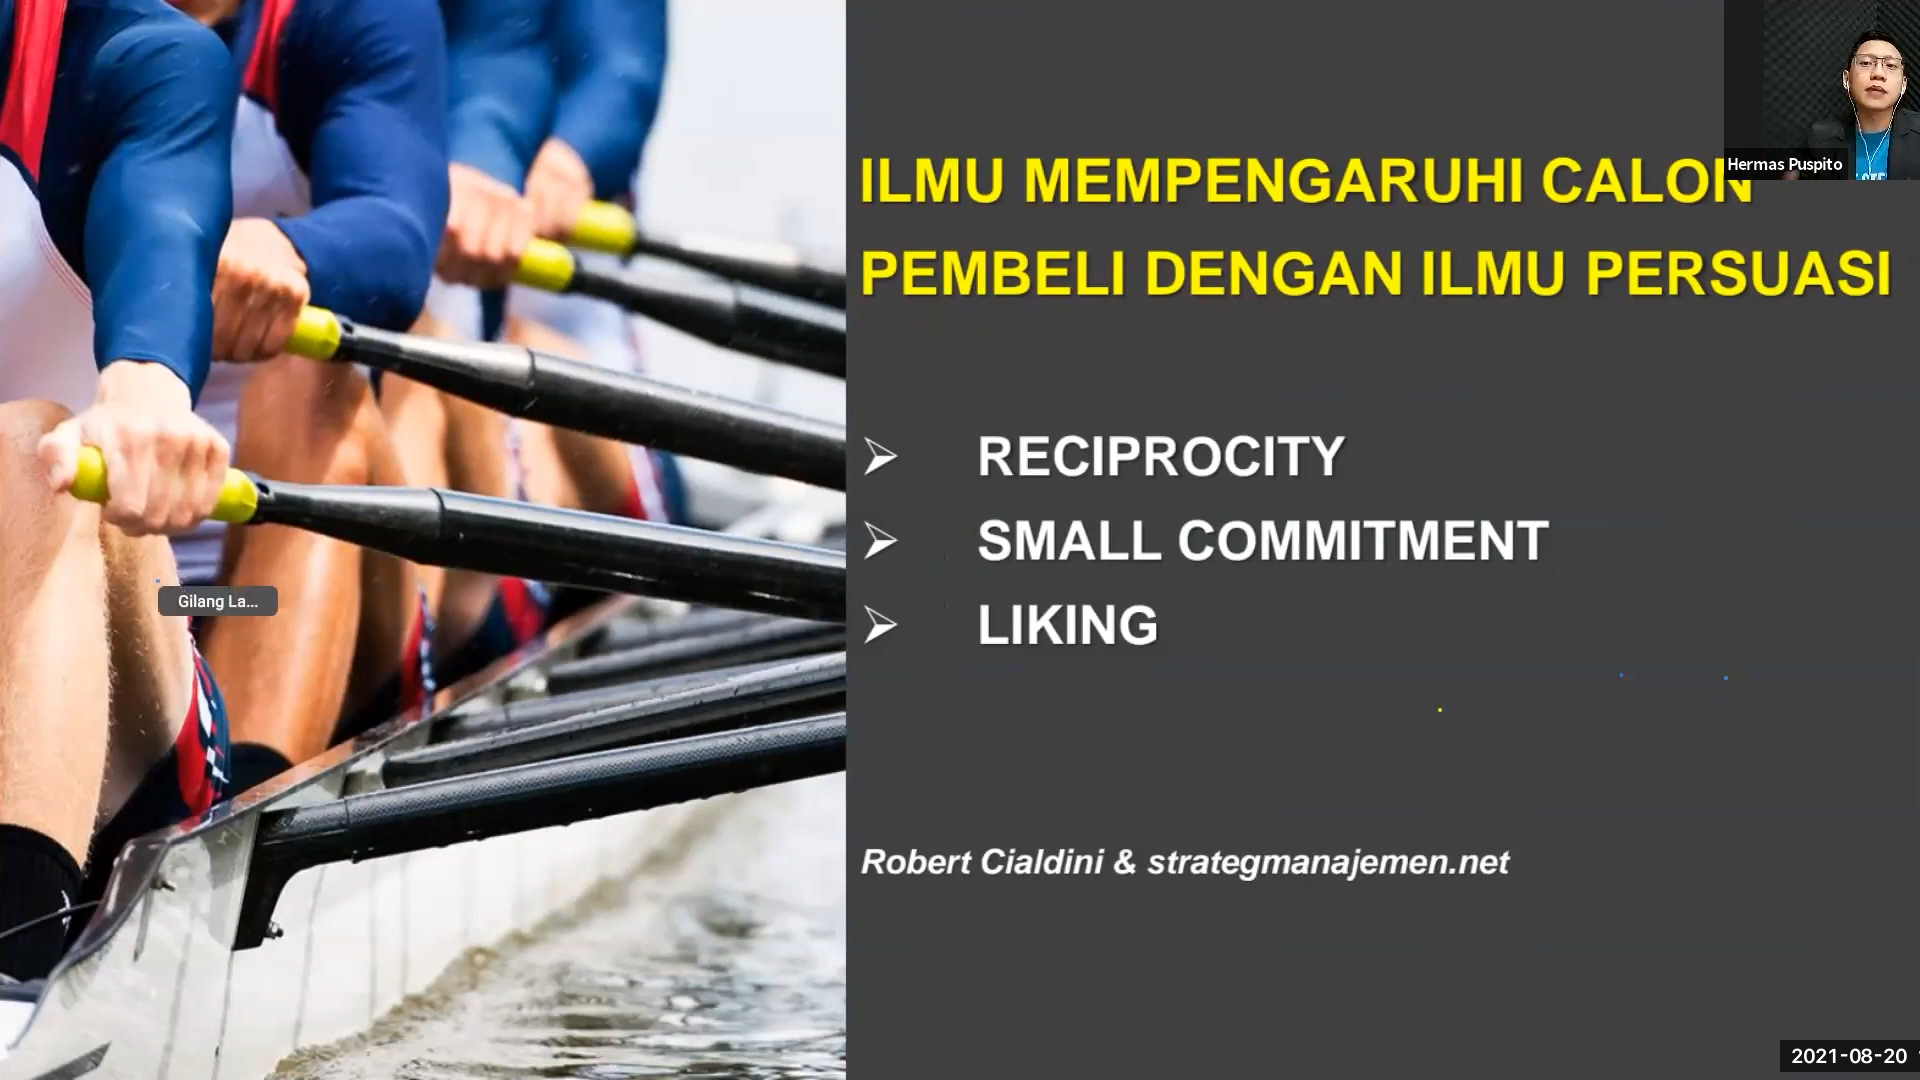 Hermas Puspito
ILMU MEMPENGARUHI CALON
PEMBELI DENGAN ILMU PERSUASI
RECIPROCITY
SMALL COMMITMENT
LIKING
Gilang La...
Robert Cialdini & strategmanajemen.net
2021-08-20